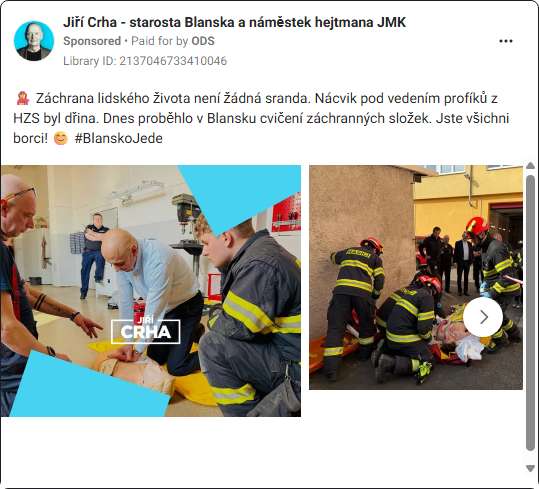 Jiří Crha - starosta Blanska a náměstek hejtmana JMK
Sponsored • Paid for by ODS
Library ID: 2137046733410046
Záchrana lidského života není žádná sranda. Nácvik pod vedením profíků z
HZS byl dřina. Dnes proběhlo v Blansku cvičení záchranných složek. Jste všichni
borci! 😊 #BlanskoJede
JIŘÍ
CRHA
HASIČI